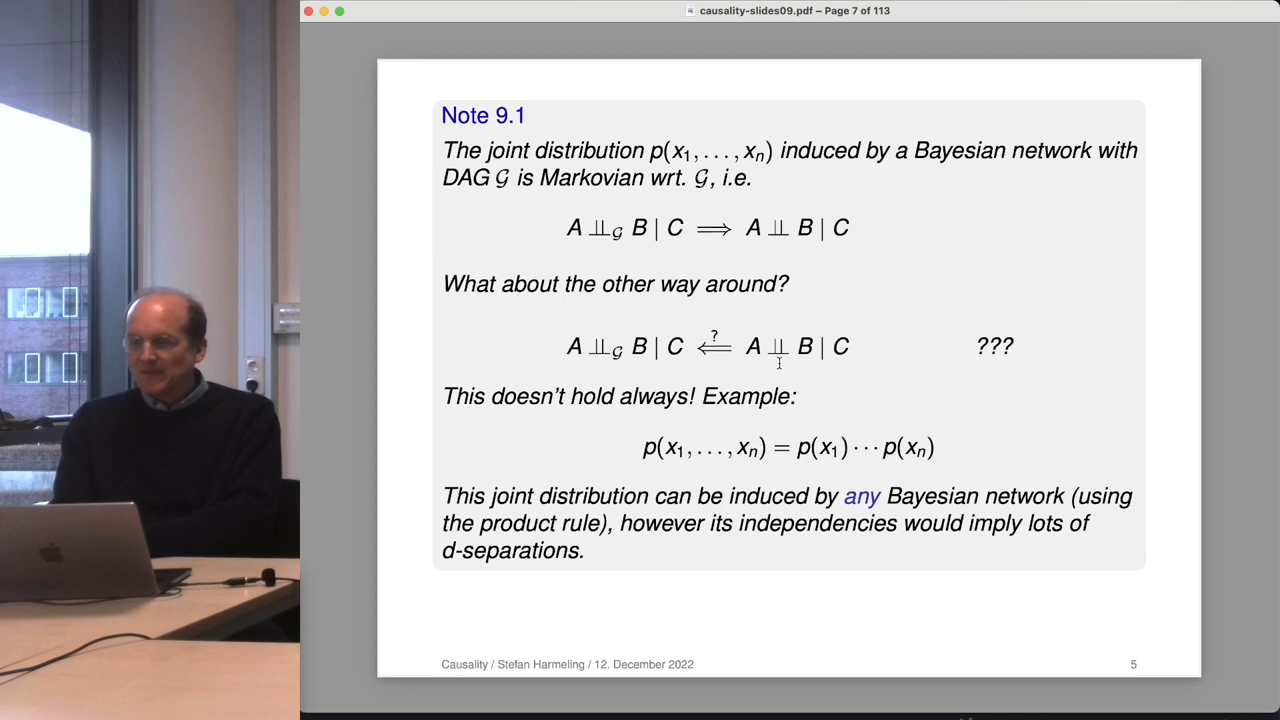 causality-slides09.pdf – Page 7 of 113
Note 9.1
The joint distribution p(x₁, . . . , xₙ) induced by a Bayesian network with
DAG 𝒢 is Markovian wrt. 𝒢, i.e.
A ⫫_𝒢 B | C ⟹ A ⫫ B | C
What about the other way around?
A ⫫_𝒢 B | C ⟸^? A ⫫ B | C ???
This doesn't hold always! Example:
p(x₁, . . . , xₙ) = p(x₁) · · · p(xₙ)
This joint distribution can be induced by any Bayesian network (using
the product rule), however its independencies would imply lots of
d-separations.
Causality / Stefan Harmeling / 12. December 2022 5